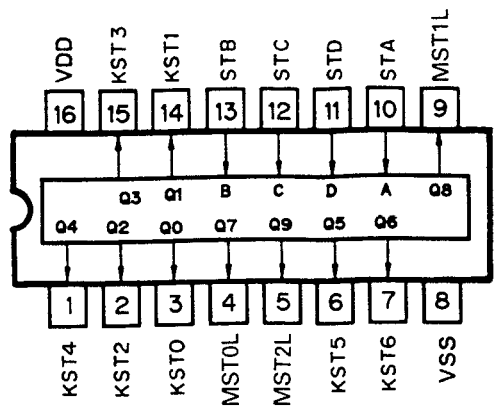 VDD KST3 KST1 STB STC STD STA MST1L
16 15 14 13 12 11 10 9
Q3 Q1 B C D A Q8
Q4 Q2 Q0 Q7 Q9 Q5 Q6
1 2 3 4 5 6 7 8
KST4 KST2 KST0 MST0L MST2L KST5 KST6 VSS